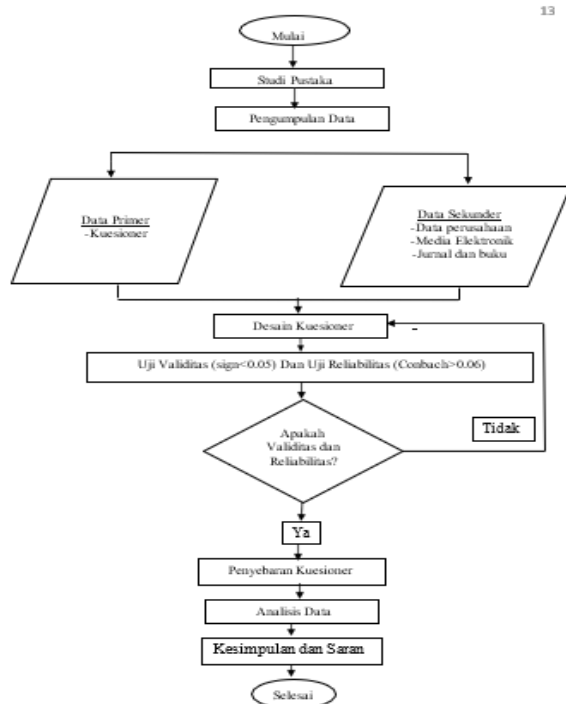 13
Mulai
Studi Pustaka
Pengumpulan Data
Data Primer
-Kuesioner
Data Sekunder
-Data perusahaan
-Media Elektronik
-Jurnal dan buku
Desain Kuesioner
Uji Validitas (sign<0.05) Dan Uji Reliabilitas (Conbach>0.06)
Apakah
Validitas dan
Reliabilitas?
Tidak
Ya
Penyebaran Kuesioner
Analisis Data
Kesimpulan dan Saran
Selesai